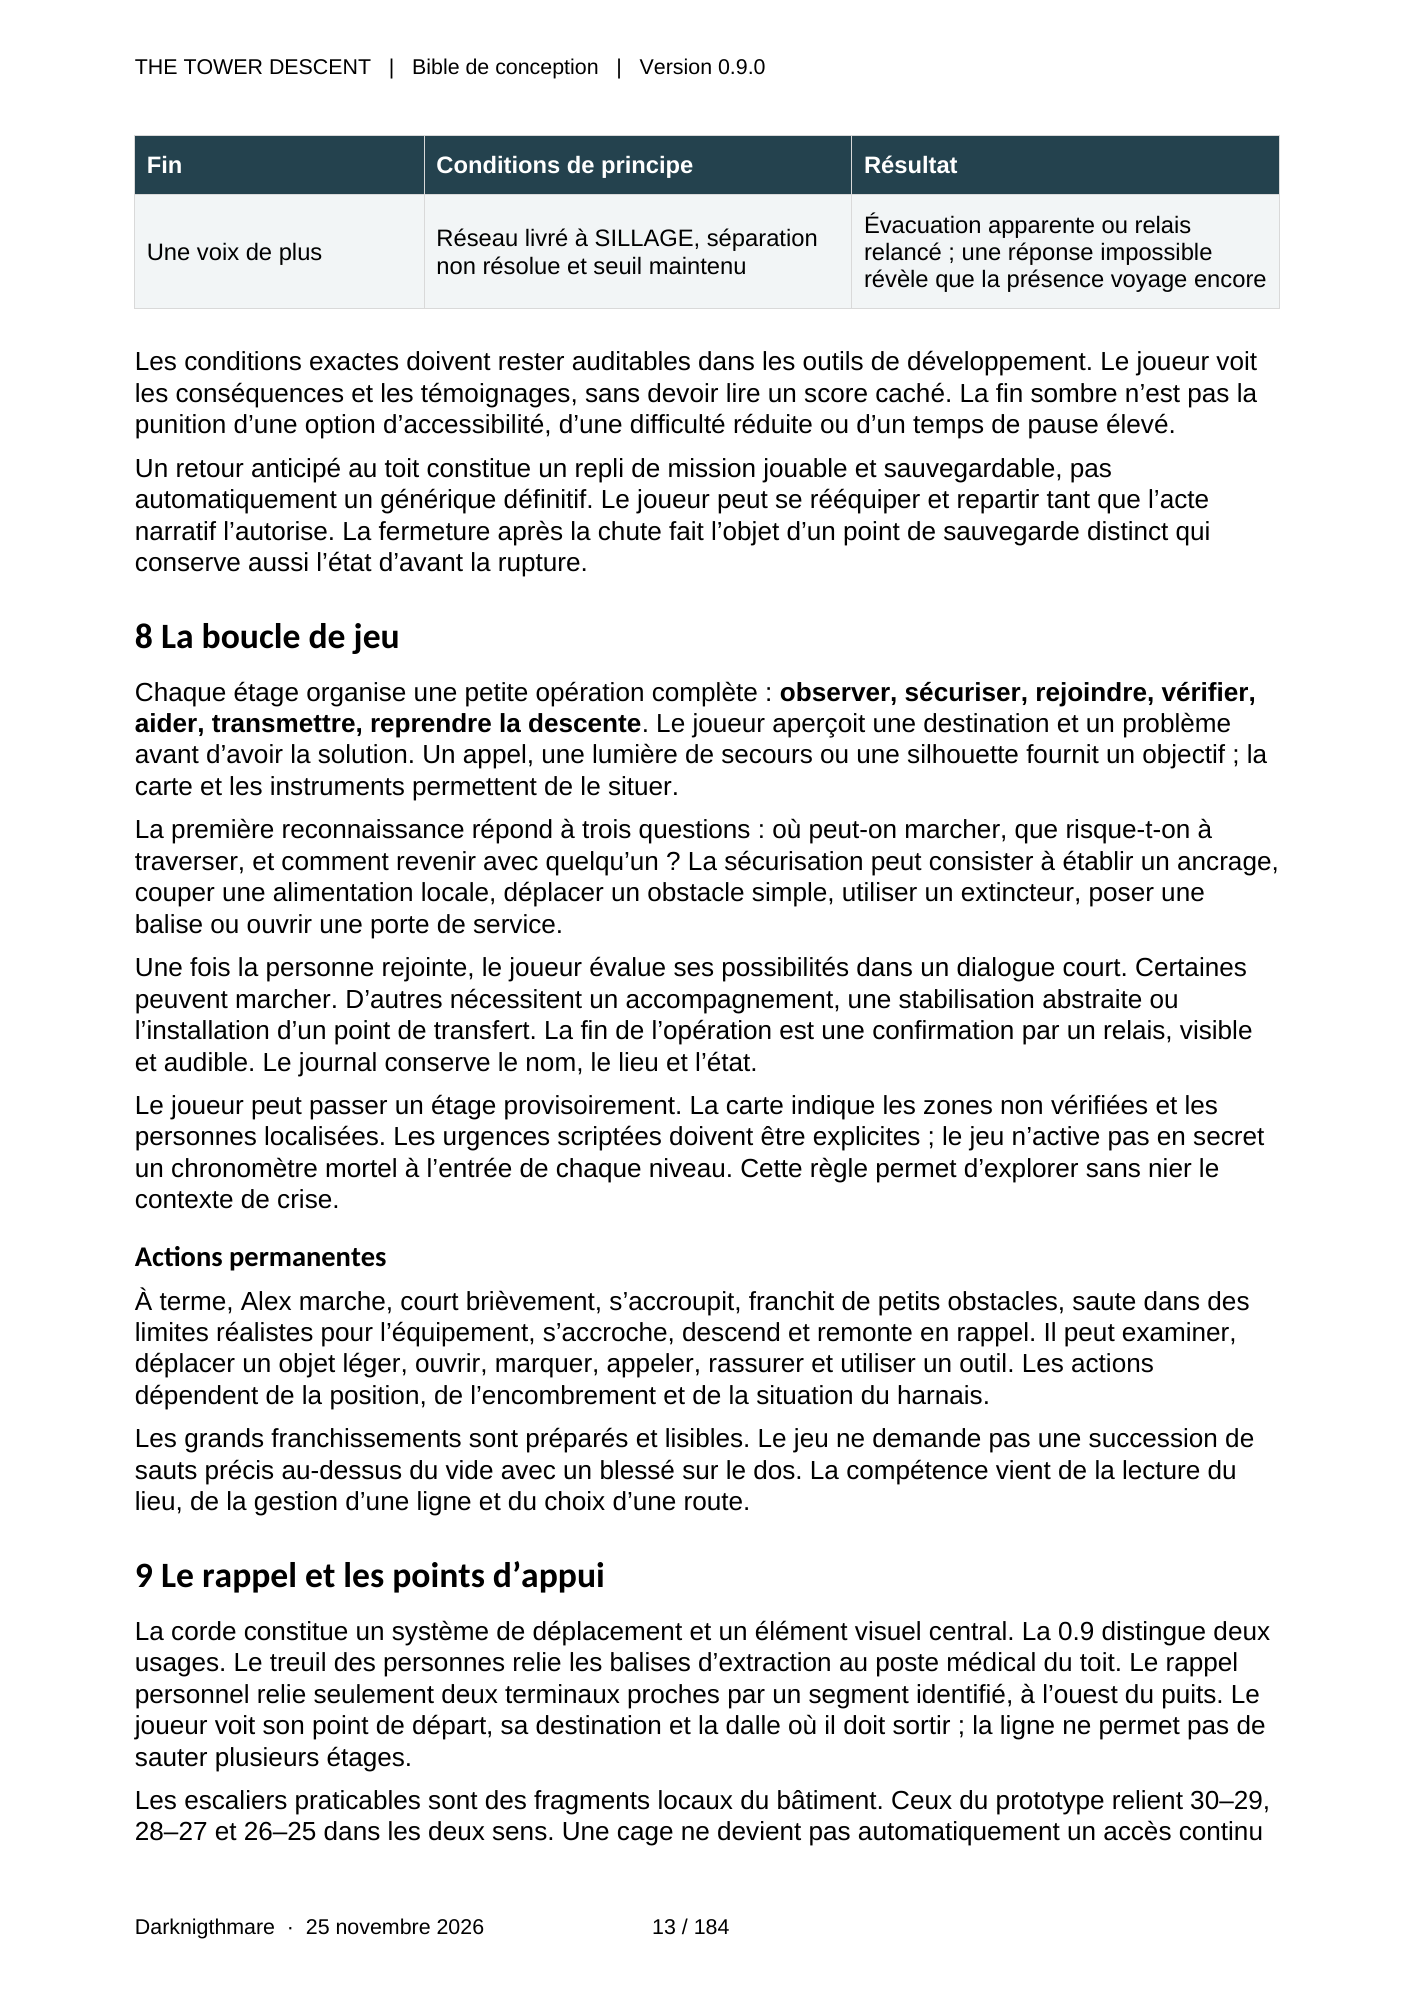 THE TOWER DESCENT | Bible de conception | Version 0.9.0
Fin
Conditions de principe
Résultat
Une voix de plus
Réseau livré à SILLAGE, séparation
non résolue et seuil maintenu
Évacuation apparente ou relais
relancé ; une réponse impossible
révèle que la présence voyage encore
Les conditions exactes doivent rester auditables dans les outils de développement. Le joueur voit
les conséquences et les témoignages, sans devoir lire un score caché. La fin sombre n’est pas la
punition d’une option d’accessibilité, d’une difficulté réduite ou d’un temps de pause élevé.
Un retour anticipé au toit constitue un repli de mission jouable et sauvegardable, pas
automatiquement un générique définitif. Le joueur peut se rééquiper et repartir tant que l’acte
narratif l’autorise. La fermeture après la chute fait l’objet d’un point de sauvegarde distinct qui
conserve aussi l’état d’avant la rupture.
8 La boucle de jeu
Chaque étage organise une petite opération complète : observer, sécuriser, rejoindre, vérifier,
aider, transmettre, reprendre la descente. Le joueur aperçoit une destination et un problème
avant d’avoir la solution. Un appel, une lumière de secours ou une silhouette fournit un objectif ; la
carte et les instruments permettent de le situer.
La première reconnaissance répond à trois questions : où peut-on marcher, que risque-t-on à
traverser, et comment revenir avec quelqu’un ? La sécurisation peut consister à établir un ancrage,
couper une alimentation locale, déplacer un obstacle simple, utiliser un extincteur, poser une
balise ou ouvrir une porte de service.
Une fois la personne rejointe, le joueur évalue ses possibilités dans un dialogue court. Certaines
peuvent marcher. D’autres nécessitent un accompagnement, une stabilisation abstraite ou
l’installation d’un point de transfert. La fin de l’opération est une confirmation par un relais, visible
et audible. Le journal conserve le nom, le lieu et l’état.
Le joueur peut passer un étage provisoirement. La carte indique les zones non vérifiées et les
personnes localisées. Les urgences scriptées doivent être explicites ; le jeu n’active pas en secret
un chronomètre mortel à l’entrée de chaque niveau. Cette règle permet d’explorer sans nier le
contexte de crise.
Actions permanentes
À terme, Alex marche, court brièvement, s’accroupit, franchit de petits obstacles, saute dans des
limites réalistes pour l’équipement, s’accroche, descend et remonte en rappel. Il peut examiner,
déplacer un objet léger, ouvrir, marquer, appeler, rassurer et utiliser un outil. Les actions
dépendent de la position, de l’encombrement et de la situation du harnais.
Les grands franchissements sont préparés et lisibles. Le jeu ne demande pas une succession de
sauts précis au-dessus du vide avec un blessé sur le dos. La compétence vient de la lecture du
lieu, de la gestion d’une ligne et du choix d’une route.
9 Le rappel et les points d’appui
La corde constitue un système de déplacement et un élément visuel central. La 0.9 distingue deux
usages. Le treuil des personnes relie les balises d’extraction au poste médical du toit. Le rappel
personnel relie seulement deux terminaux proches par un segment identifié, à l’ouest du puits. Le
joueur voit son point de départ, sa destination et la dalle où il doit sortir ; la ligne ne permet pas de
sauter plusieurs étages.
Les escaliers praticables sont des fragments locaux du bâtiment. Ceux du prototype relient 30–29,
28–27 et 26–25 dans les deux sens. Une cage ne devient pas automatiquement un accès continu
Darknigthmare · 25 novembre 2026
13 / 184